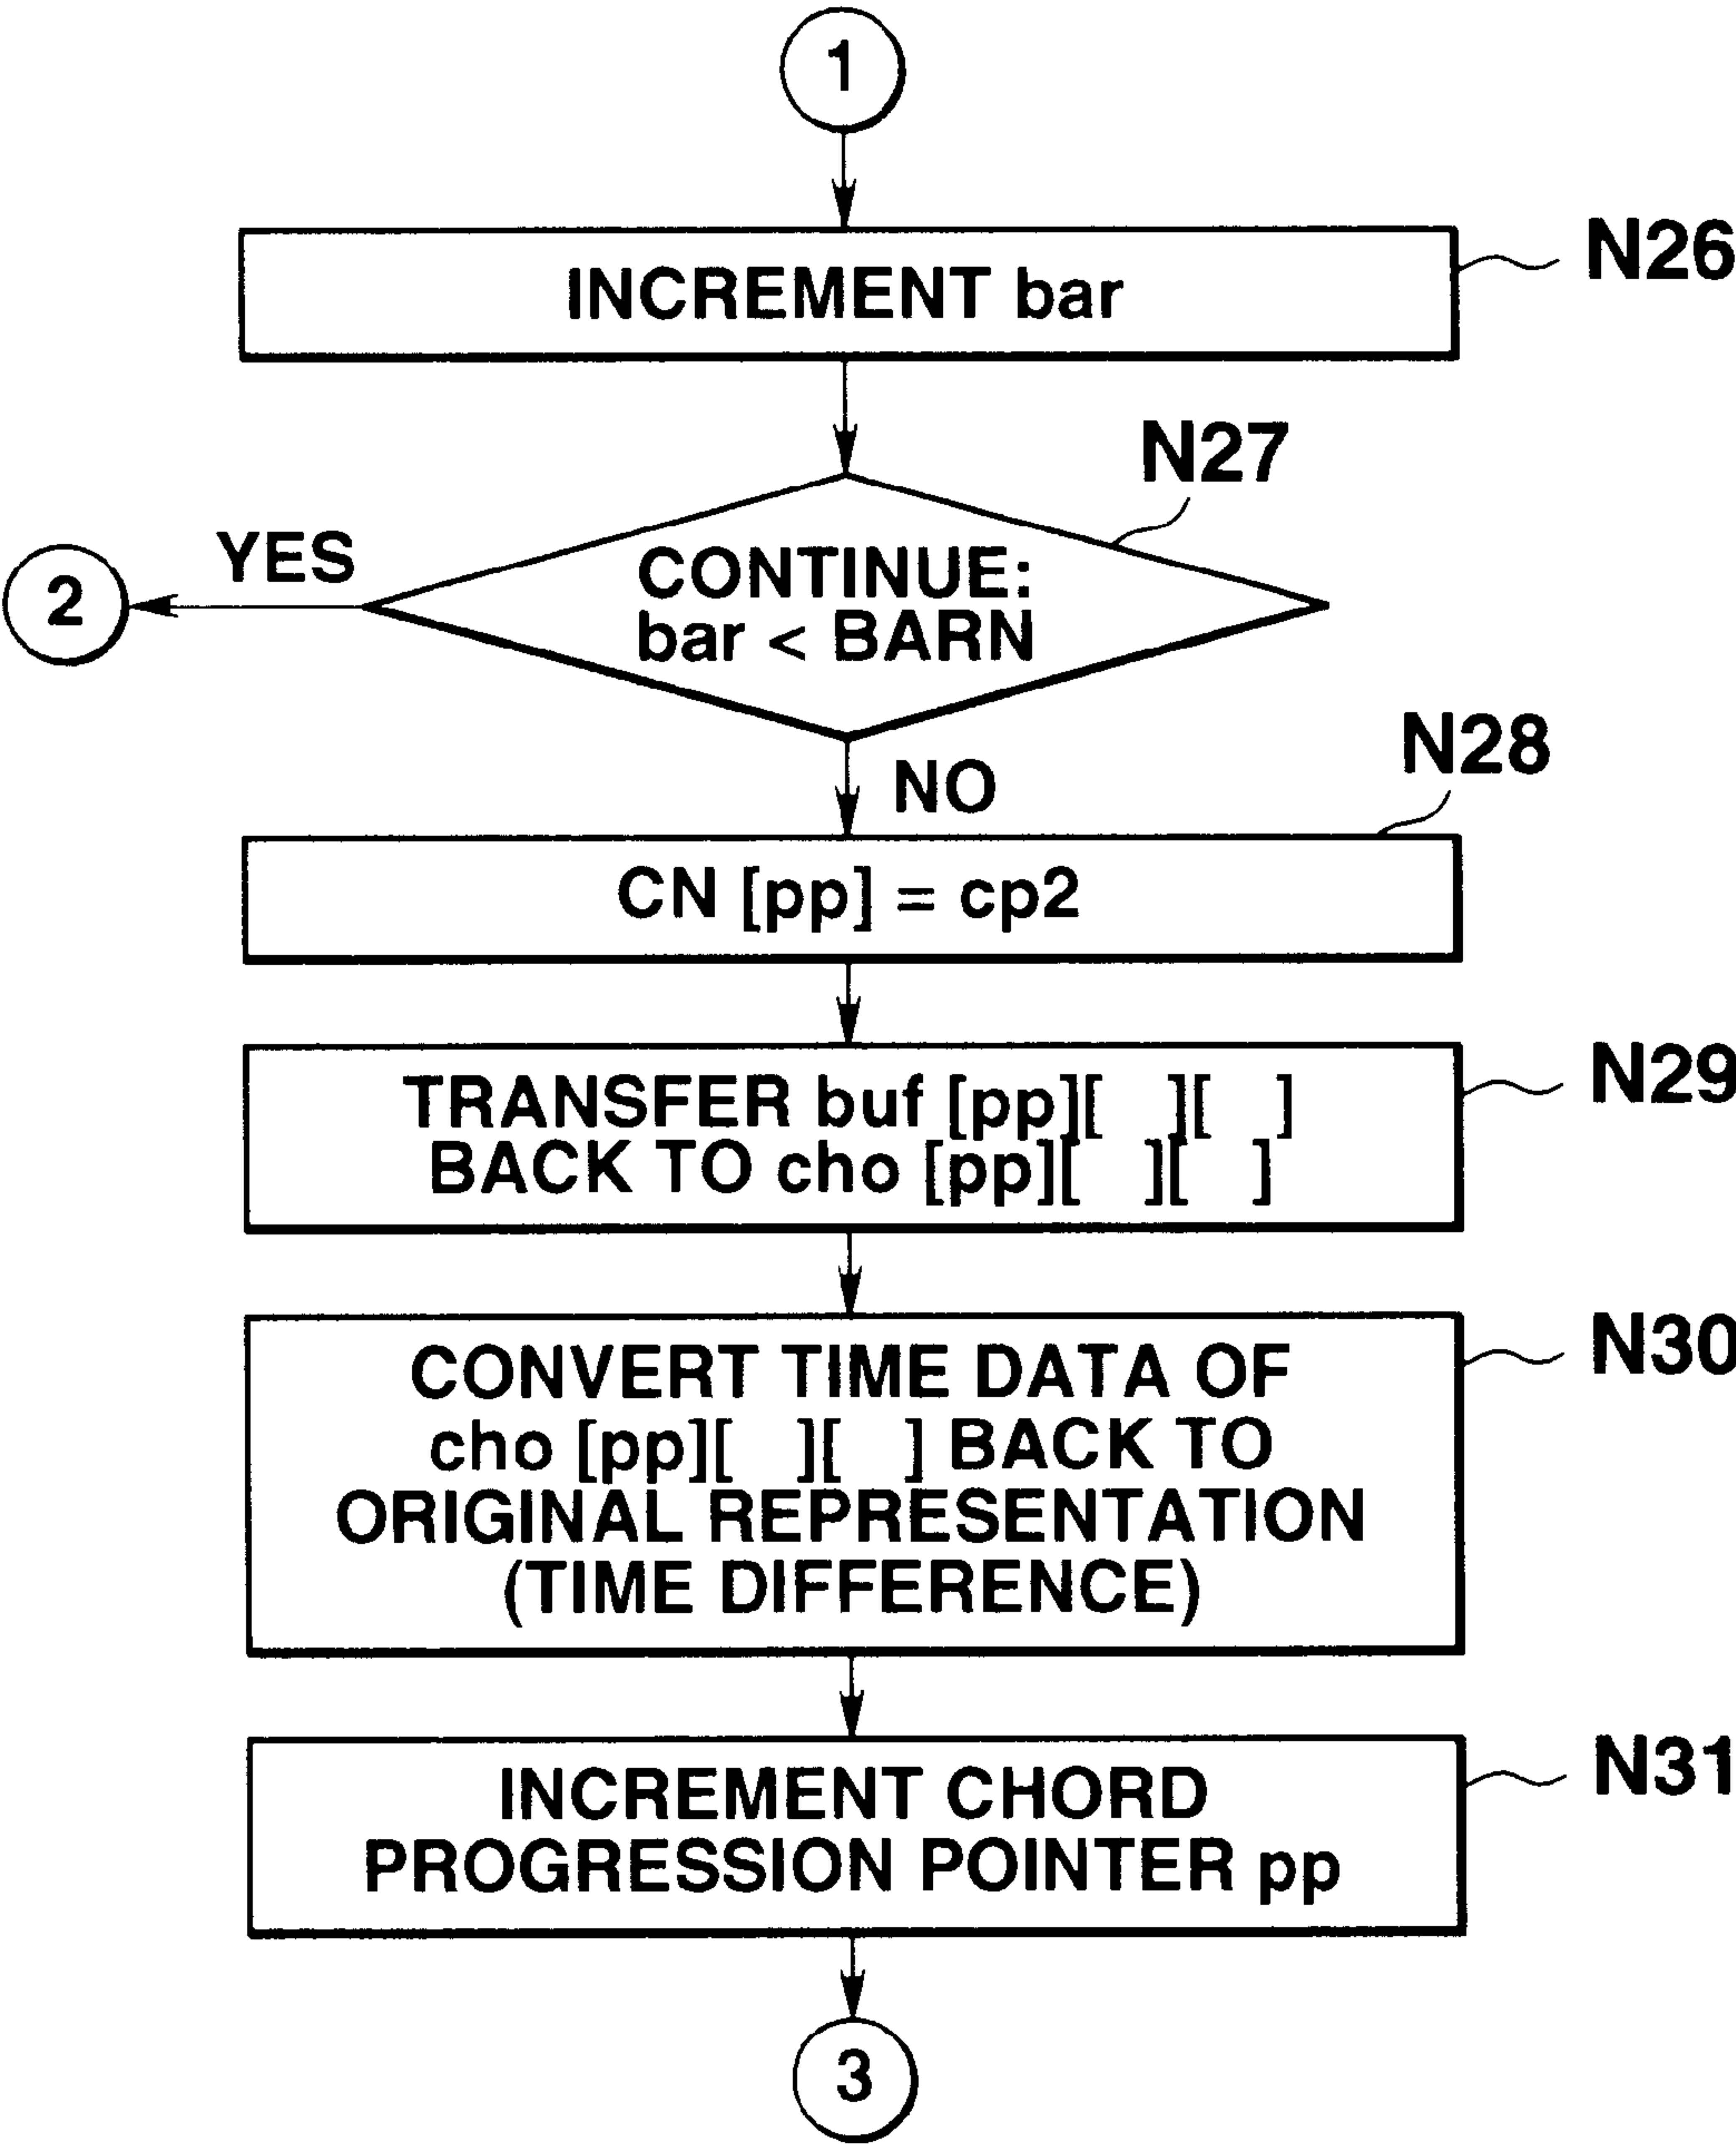 1
INCREMENT bar
N26
N27
YES
2
CONTINUE:
bar < BARN
NO
N28
CN [pp] = cp2
TRANSFER buf [pp][ ][ ]
BACK TO cho [pp][ ][ ]
N29
CONVERT TIME DATA OF
cho [pp][ ][ ] BACK TO
ORIGINAL REPRESENTATION
(TIME DIFFERENCE)
N30
INCREMENT CHORD
PROGRESSION POINTER pp
N31
3